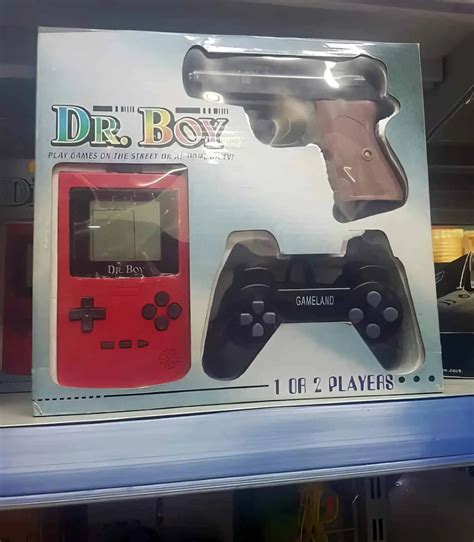 DR. BOY
PLAY GAMES ON THE STREET OR AT HOME ON TV!
DR. BOY
GAMELAND
1 OR 2 PLAYERS
Jack